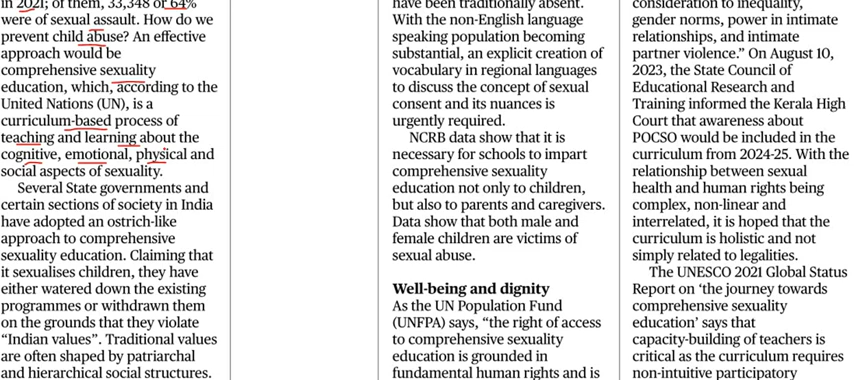 in 2021; of them, 33,348 or 64%
were of sexual assault. How do we
prevent child abuse? An effective
approach would be
comprehensive sexuality
education, which, according to the
United Nations (UN), is a
curriculum-based process of
teaching and learning about the
cognitive, emotional, physical and
social aspects of sexuality.
Several State governments and
certain sections of society in India
have adopted an ostrich-like
approach to comprehensive
sexuality education. Claiming that
it sexualises children, they have
either watered down the existing
programmes or withdrawn them
on the grounds that they violate
“Indian values”. Traditional values
are often shaped by patriarchal
and hierarchical social structures.
have been traditionally absent.
With the non-English language
speaking population becoming
substantial, an explicit creation of
vocabulary in regional languages
to discuss the concept of sexual
consent and its nuances is
urgently required.
NCRB data show that it is
necessary for schools to impart
comprehensive sexuality
education not only to children,
but also to parents and caregivers.
Data show that both male and
female children are victims of
sexual abuse.
Well-being and dignity
As the UN Population Fund
(UNFPA) says, “the right of access
to comprehensive sexuality
education is grounded in
fundamental human rights and is
consideration to inequality,
gender norms, power in intimate
relationships, and intimate
partner violence.” On August 10,
2023, the State Council of
Educational Research and
Training informed the Kerala High
Court that awareness about
POCSO would be included in the
curriculum from 2024-25. With the
relationship between sexual
health and human rights being
complex, non-linear and
interrelated, it is hoped that the
curriculum is holistic and not
simply related to legalities.
The UNESCO 2021 Global Status
Report on ‘the journey towards
comprehensive sexuality
education’ says that
capacity-building of teachers is
critical as the curriculum requires
non-intuitive participatory